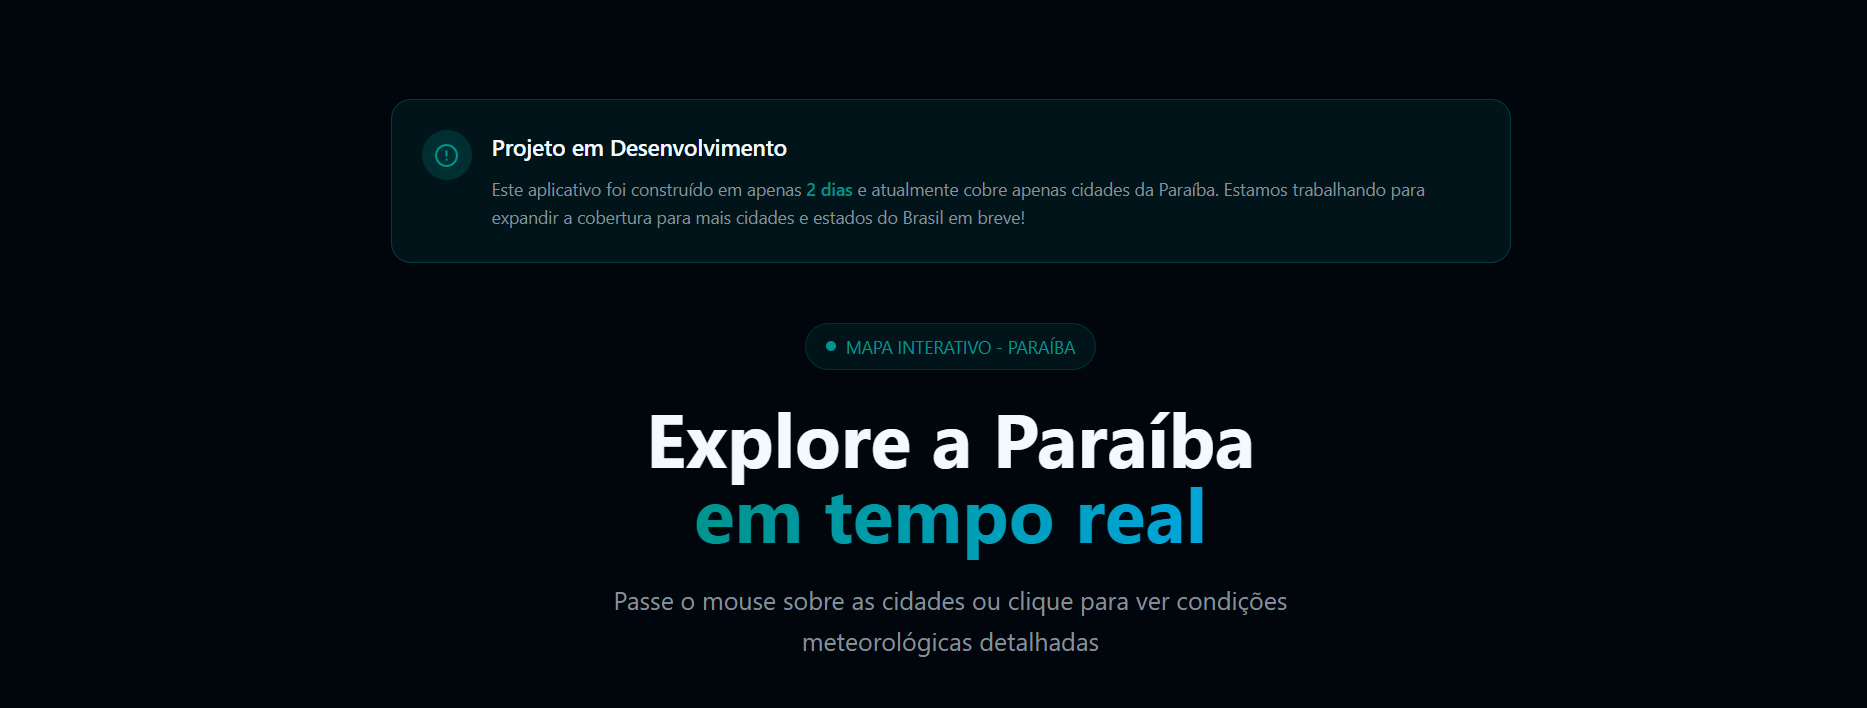 Projeto em Desenvolvimento
Este aplicativo foi construído em apenas 2 dias e atualmente cobre apenas cidades da Paraíba. Estamos trabalhando para
expandir a cobertura para mais cidades e estados do Brasil em breve!
MAPA INTERATIVO - PARAÍBA
Explore a Paraíba
em tempo real
Passe o mouse sobre as cidades ou clique para ver condições
meteorológicas detalhadas